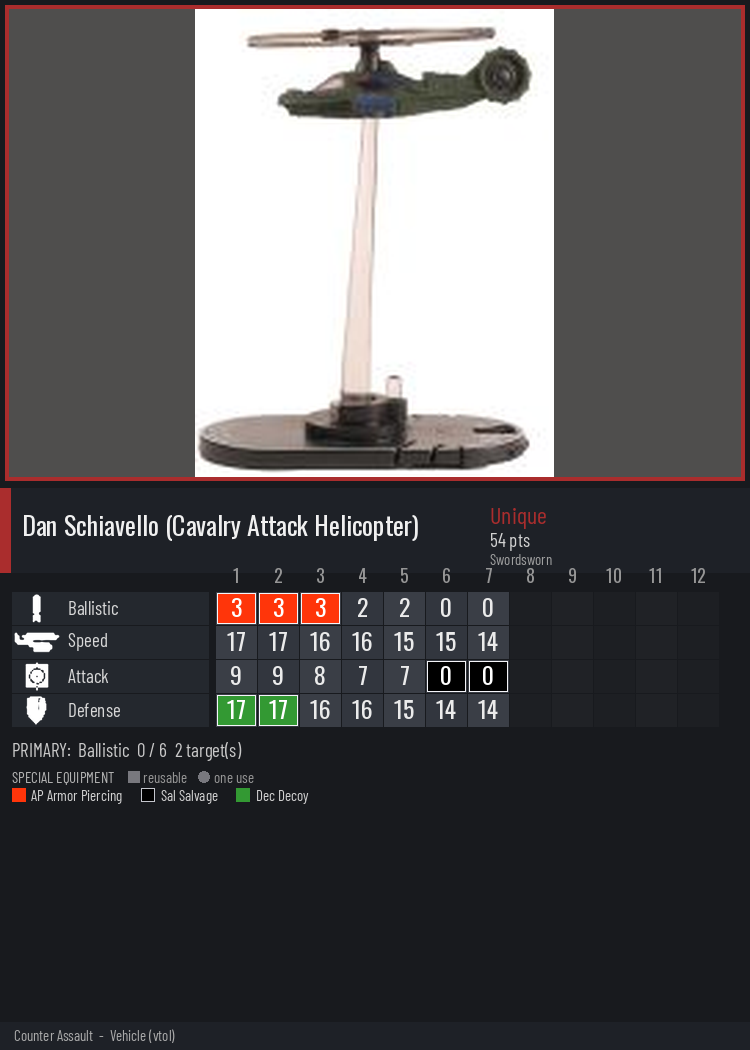 Dan Schiavello (Cavalry Attack Helicopter)
Unique
54 pts
Swordsworn
1 2 3 4 5 6 7 8 9 10 11 12
Ballistic 3 3 3 2 2 0 0
Speed 17 17 16 16 15 15 14
Attack 9 9 8 7 7 0 0
Defense 17 17 16 16 15 14 14
PRIMARY: Ballistic 0 / 6 2 target(s)
SPECIAL EQUIPMENT reusable one use
AP Armor Piercing Sal Salvage Dec Decoy
Counter Assault - Vehicle (vtol)